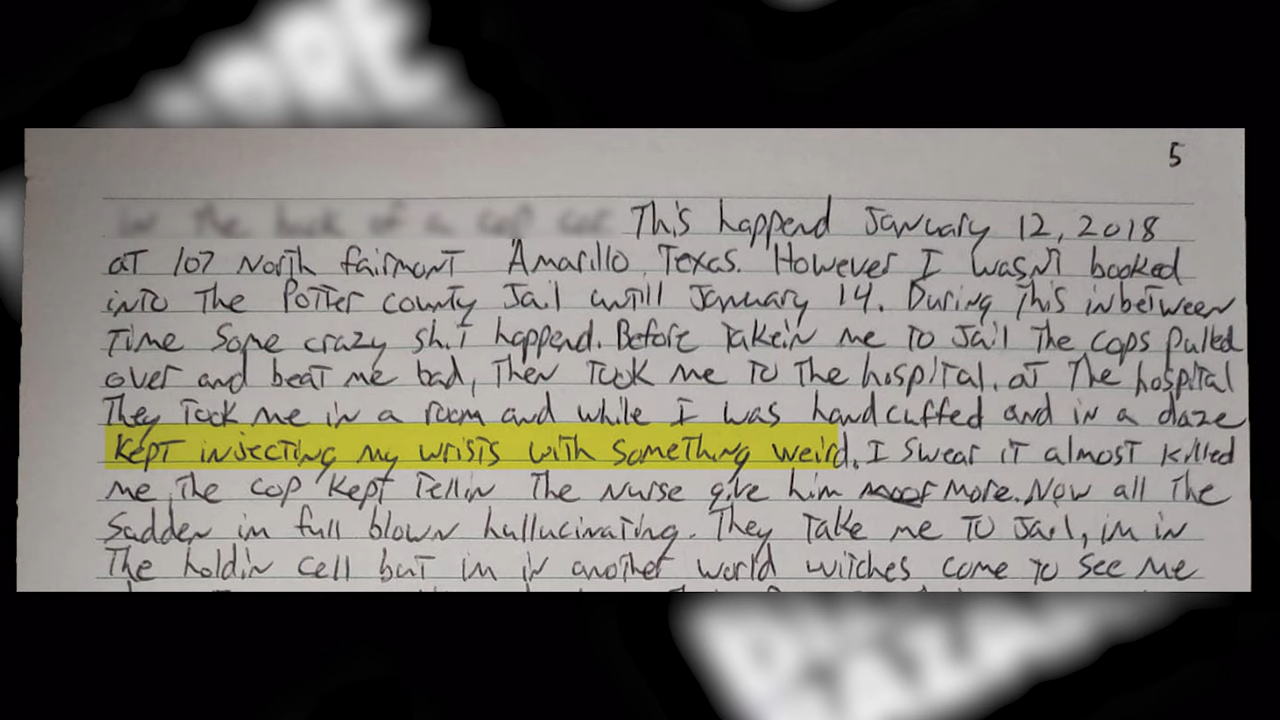 5
This happend January 12, 2018
at 107 North fairmont Amarillo, Texas. However I wasnt booked
into The Potter county Jail untill January 14. During This inbetween
Time Some crazy shit happend. Before Takein me to Jail The cops pulled
over and beat me bad, Then Took me to The hospital. at The hospital
They Took me in a room and while I was handcuffed and in a daze
kept injecting my wrists with Something weird. I Swear it almost killed
me, The cop kept Tellin The nurse give him More. Now all The
Sudden im full blown hallucinating. They take me to Jail, im in
The holdin cell but im in another world witches come to see me